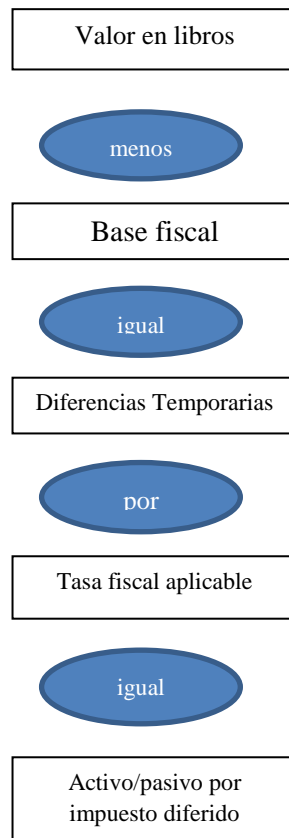 Valor en libros
menos
Base fiscal
igual
Diferencias Temporarias
por
Tasa fiscal aplicable
igual
Activo/pasivo por
impuesto diferido